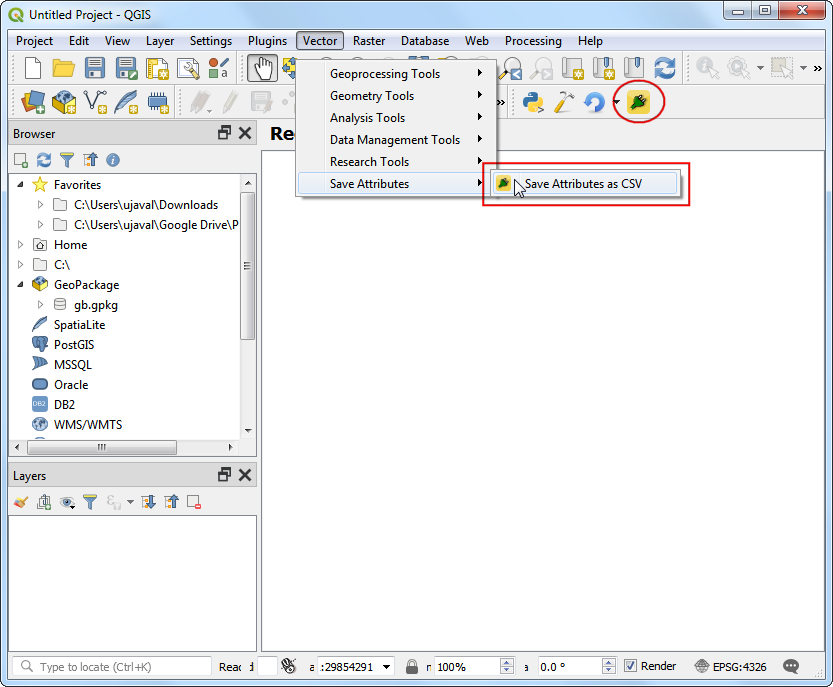 Untitled Project - QGIS
Project Edit View Layer Settings Plugins Vector Raster Database Web Processing Help
Geoprocessing Tools
Geometry Tools
Analysis Tools
Data Management Tools
Research Tools
Save Attributes
Save Attributes as CSV
Browser
Favorites
C:\Users\ujaval\Downloads
C:\Users\ujaval\Google Drive\P
Home
C:\
GeoPackage
gb.gpkg
SpatiaLite
PostGIS
MSSQL
Oracle
DB2
DB2
WMS/WMTS
Layers
Re
Type to locate (Ctrl+K)
Read
a :29854291
100%
0.0 °
Render
EPSG:4326